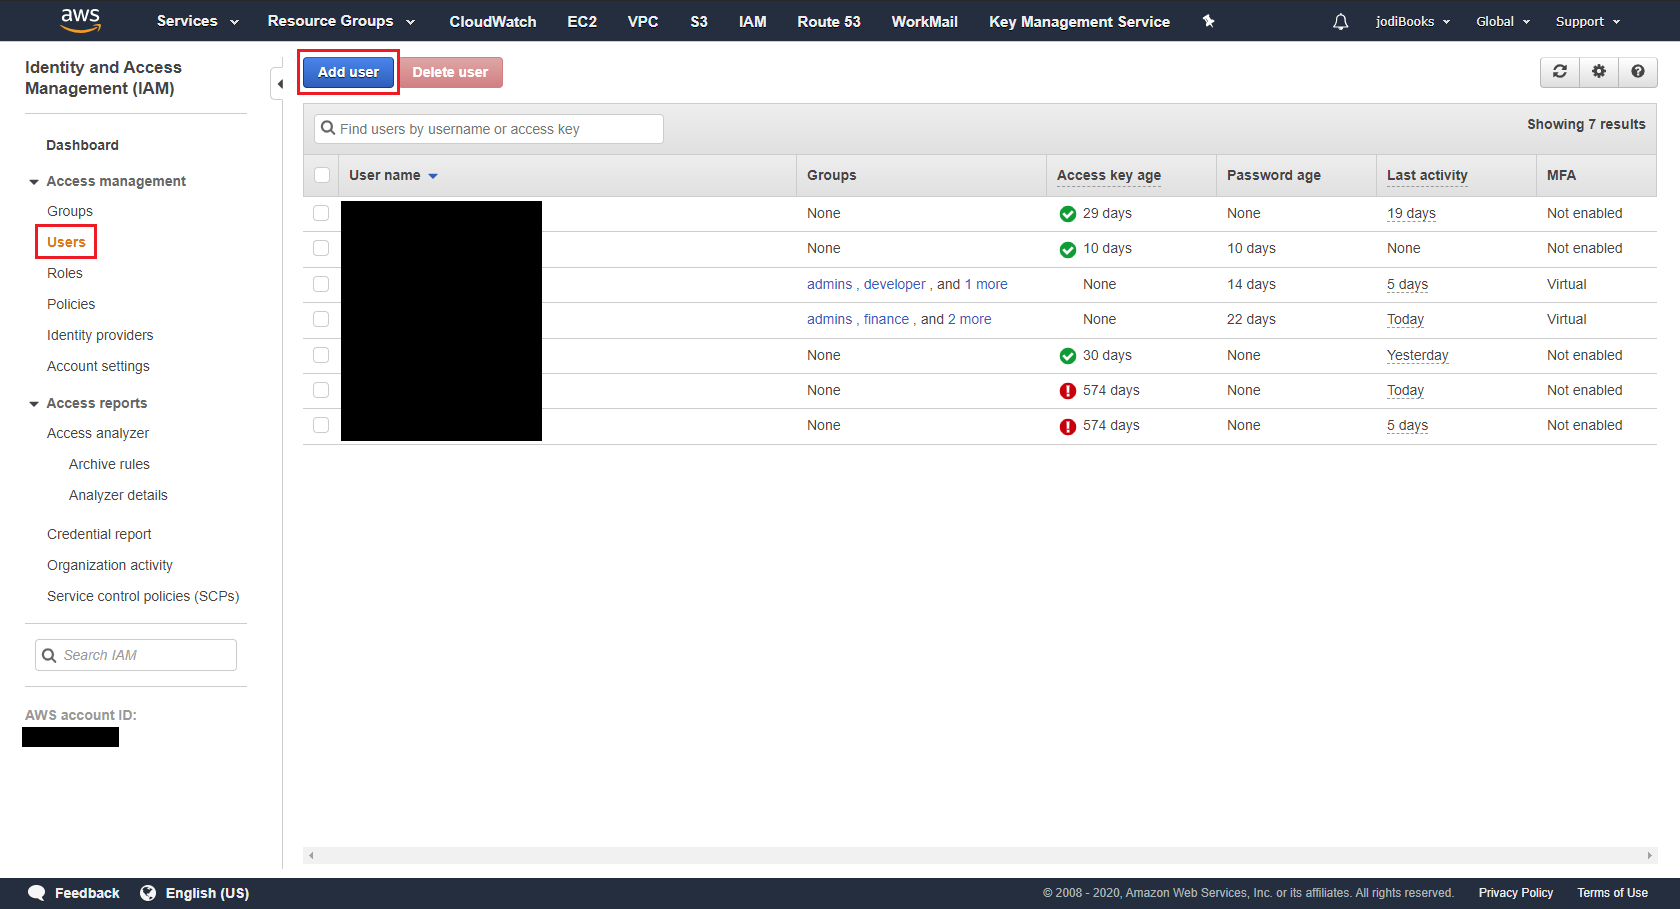 aws Services Resource Groups CloudWatch EC2 VPC S3 IAM Route 53 WorkMail Key Management Service jodiBooks Global Support
Identity and Access
Management (IAM)
Dashboard
Access management
Groups
Users
Roles
Policies
Identity providers
Account settings
Access reports
Access analyzer
Archive rules
Analyzer details
Credential report
Organization activity
Service control policies (SCPs)
Search IAM
AWS account ID:
Add user Delete user
Find users by username or access key
Showing 7 results
User name Groups Access key age Password age Last activity MFA
None 29 days None 19 days Not enabled
None 10 days 10 days None Not enabled
admins , developer , and 1 more None 14 days 5 days Virtual
admins , finance , and 2 more None 22 days Today Virtual
None 30 days None Yesterday Not enabled
None 574 days None Today Not enabled
None 574 days None 5 days Not enabled
Feedback English (US) © 2008 - 2020, Amazon Web Services, Inc. or its affiliates. All rights reserved. Privacy Policy Terms of Use